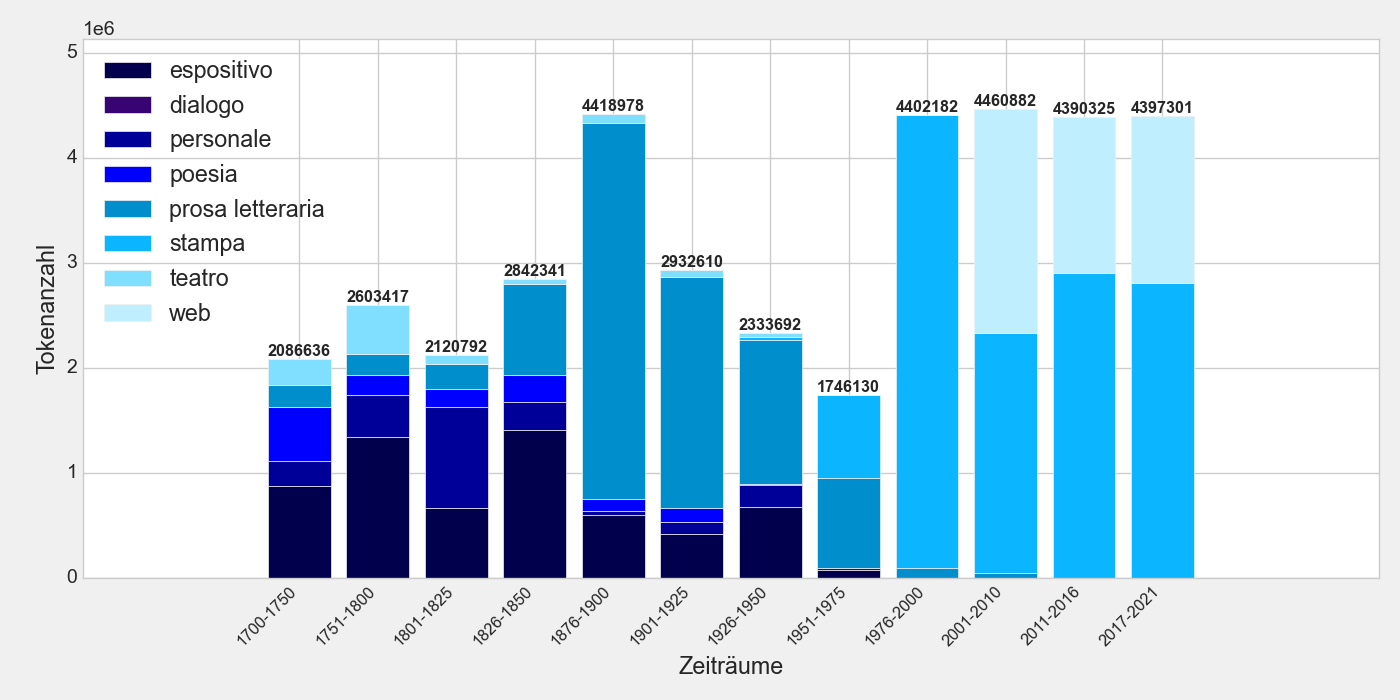 1e6
5
4
3
2
1
0
Tokenanzahl
espositivo
dialogo
personale
poesia
prosa letteraria
stampa
teatro
web
2086636
2603417
2120792
2842341
4418978
2932610
2333692
1746130
4402182
4460882
4390325
4397301
1700-1750
1751-1800
1801-1825
1826-1850
1876-1900
1901-1925
1926-1950
1951-1975
1976-2000
2001-2010
2011-2016
2017-2021
Zeiträume